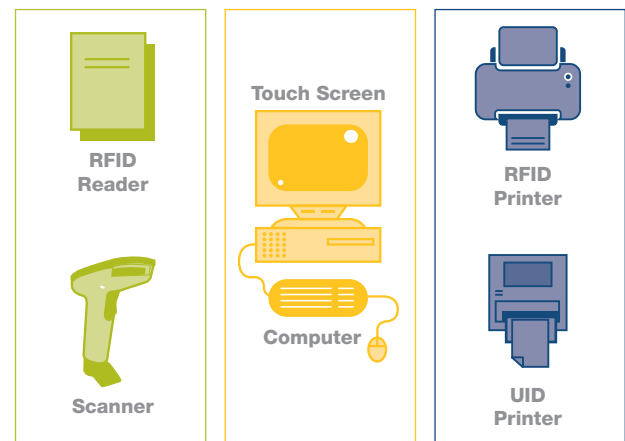 RFID
Reader
Scanner
Touch Screen
Computer
RFID
Printer
UID
Printer